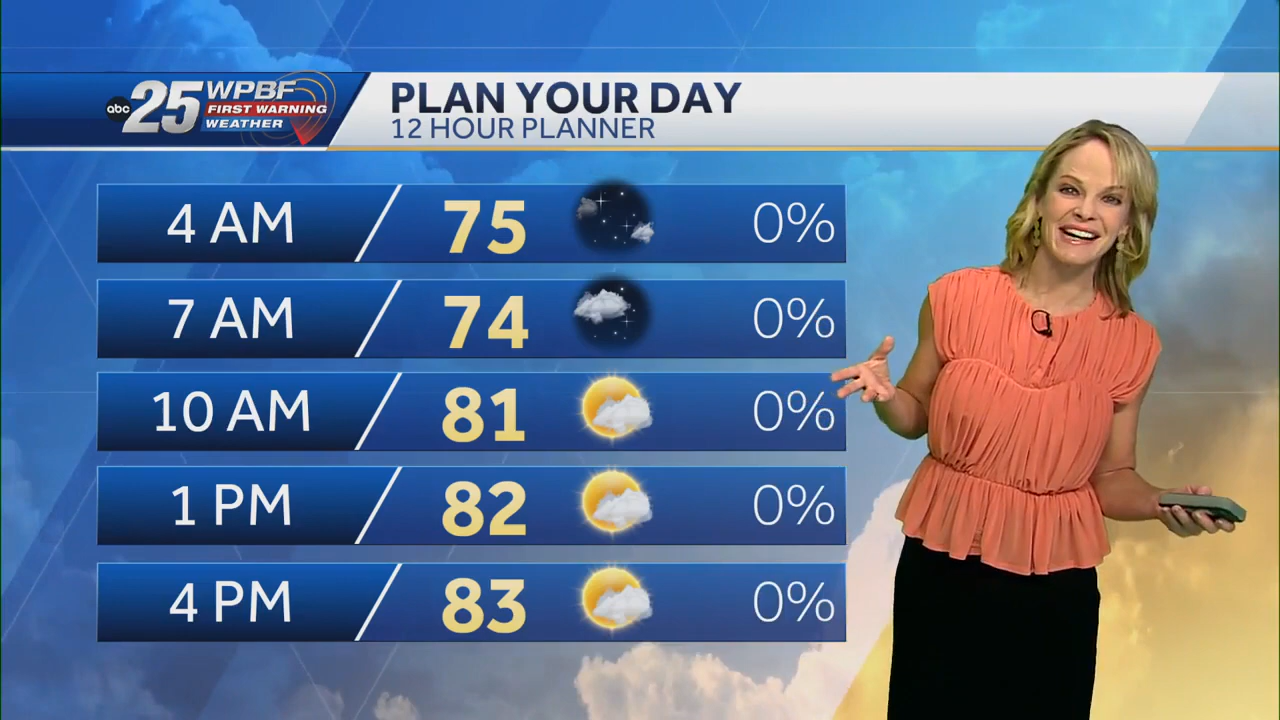 abc 25 WPBF
FIRST WARNING
WEATHER
PLAN YOUR DAY
12 HOUR PLANNER
4 AM 75 0%
7 AM 74 0%
10 AM 81 0%
1 PM 82 0%
4 PM 83 0%